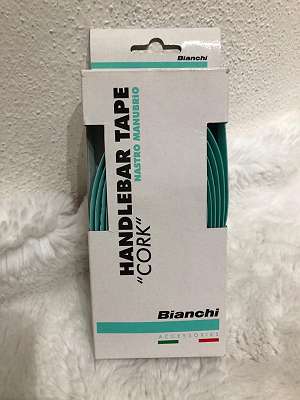 Bianchi
HANDLEBAR TAPE
NASTRO MANUBRIO
"CORK"
Bianchi
ACCESSORIES